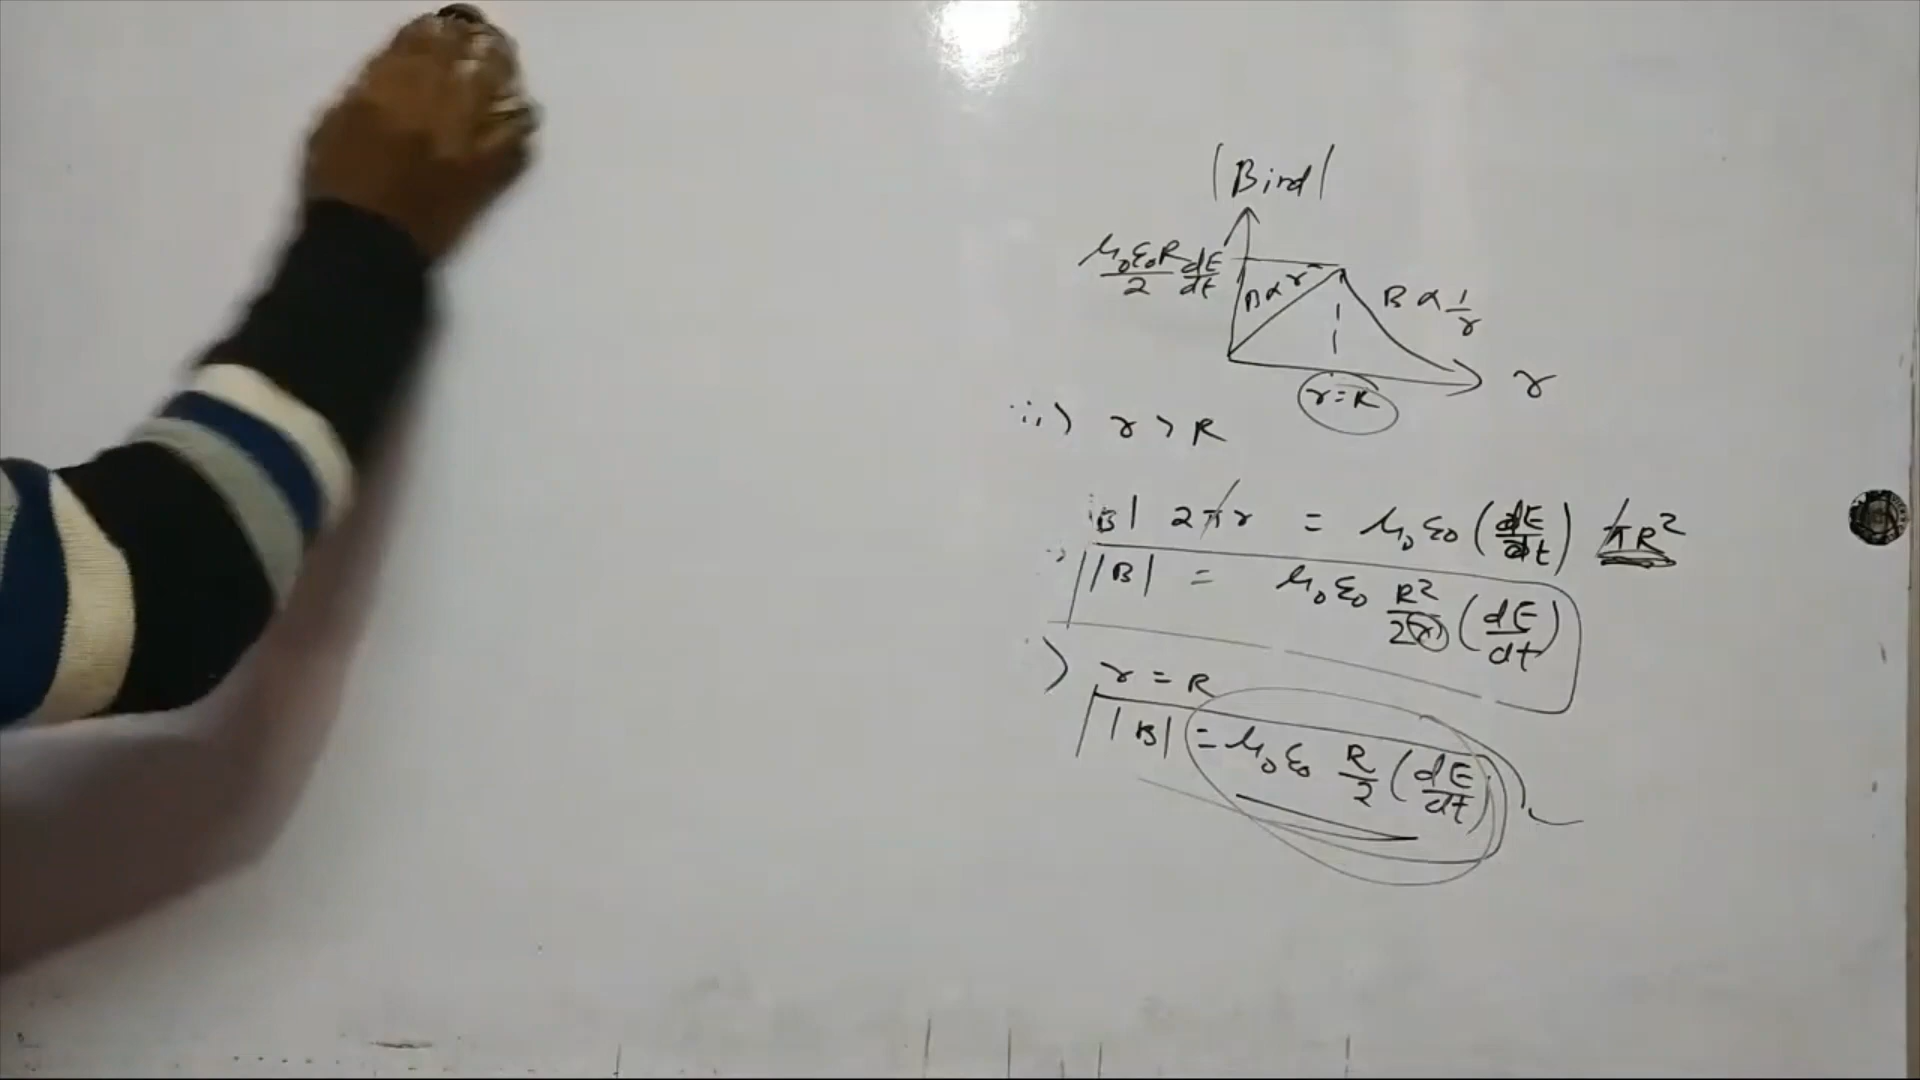 |Bind|
μ₀ε₀R/2 dE/dt
B ∝ r
B ∝ 1/r
r = R
r
ii) r > R
|B| 2πr = μ₀ε₀ (dE/dt) πR²
|B| = μ₀ε₀ R²/2r (dE/dt)
) r = R
|B| = μ₀ε₀ R/2 (dE/dt)